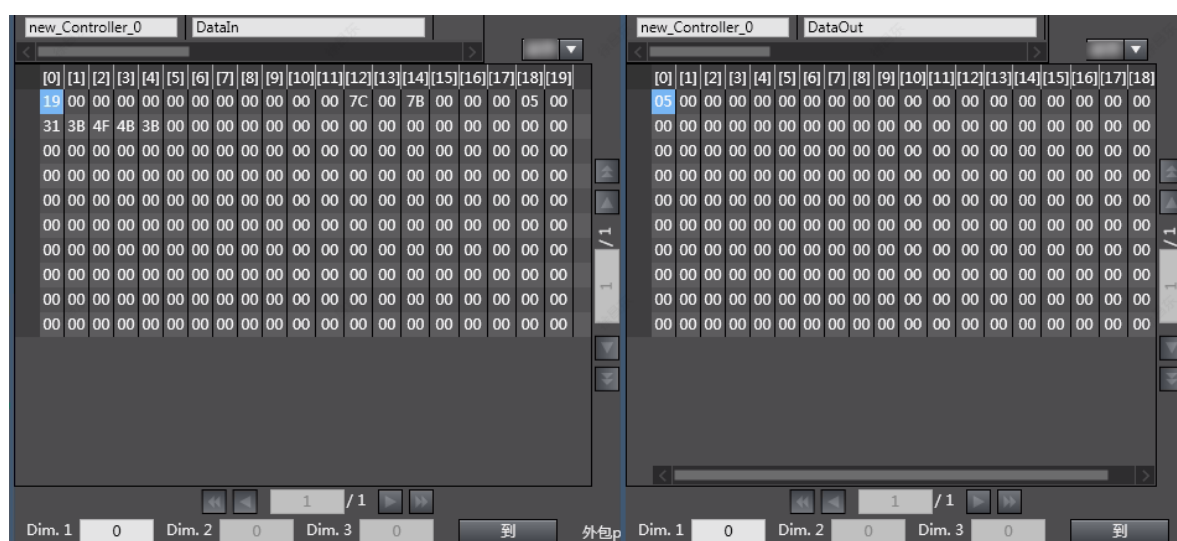 new_Controller_0 DataIn
[0] [1] [2] [3] [4] [5] [6] [7] [8] [9] [10] [11] [12] [13] [14] [15] [16] [17] [18] [19]
19 00 00 00 00 00 00 00 00 00 00 00 7C 00 7B 00 00 00 05 00
31 3B 4F 4B 3B 00 00 00 00 00 00 00 00 00 00 00 00 00 00 00
00 00 00 00 00 00 00 00 00 00 00 00 00 00 00 00 00 00 00 00
00 00 00 00 00 00 00 00 00 00 00 00 00 00 00 00 00 00 00 00
00 00 00 00 00 00 00 00 00 00 00 00 00 00 00 00 00 00 00 00
00 00 00 00 00 00 00 00 00 00 00 00 00 00 00 00 00 00 00 00
00 00 00 00 00 00 00 00 00 00 00 00 00 00 00 00 00 00 00 00
00 00 00 00 00 00 00 00 00 00 00 00 00 00 00 00 00 00 00 00
00 00 00 00 00 00 00 00 00 00 00 00 00 00 00 00 00 00 00 00
00 00 00 00 00 00 00 00 00 00 00 00 00 00 00 00 00 00 00 00
1 / 1
1 / 1
Dim. 1 0 Dim. 2 0 Dim. 3 0 到
外包p
new_Controller_0 DataOut
[0] [1] [2] [3] [4] [5] [6] [7] [8] [9] [10] [11] [12] [13] [14] [15] [16] [17] [18]
05 00 00 00 00 00 00 00 00 00 00 00 00 00 00 00 00 00 00
00 00 00 00 00 00 00 00 00 00 00 00 00 00 00 00 00 00 00
00 00 00 00 00 00 00 00 00 00 00 00 00 00 00 00 00 00 00
00 00 00 00 00 00 00 00 00 00 00 00 00 00 00 00 00 00 00
00 00 00 00 00 00 00 00 00 00 00 00 00 00 00 00 00 00 00
00 00 00 00 00 00 00 00 00 00 00 00 00 00 00 00 00 00 00
00 00 00 00 00 00 00 00 00 00 00 00 00 00 00 00 00 00 00
00 00 00 00 00 00 00 00 00 00 00 00 00 00 00 00 00 00 00
00 00 00 00 00 00 00 00 00 00 00 00 00 00 00 00 00 00 00
00 00 00 00 00 00 00 00 00 00 00 00 00 00 00 00 00 00 00
1 / 1
1 / 1
Dim. 1 0 Dim. 2 0 Dim. 3 0 到